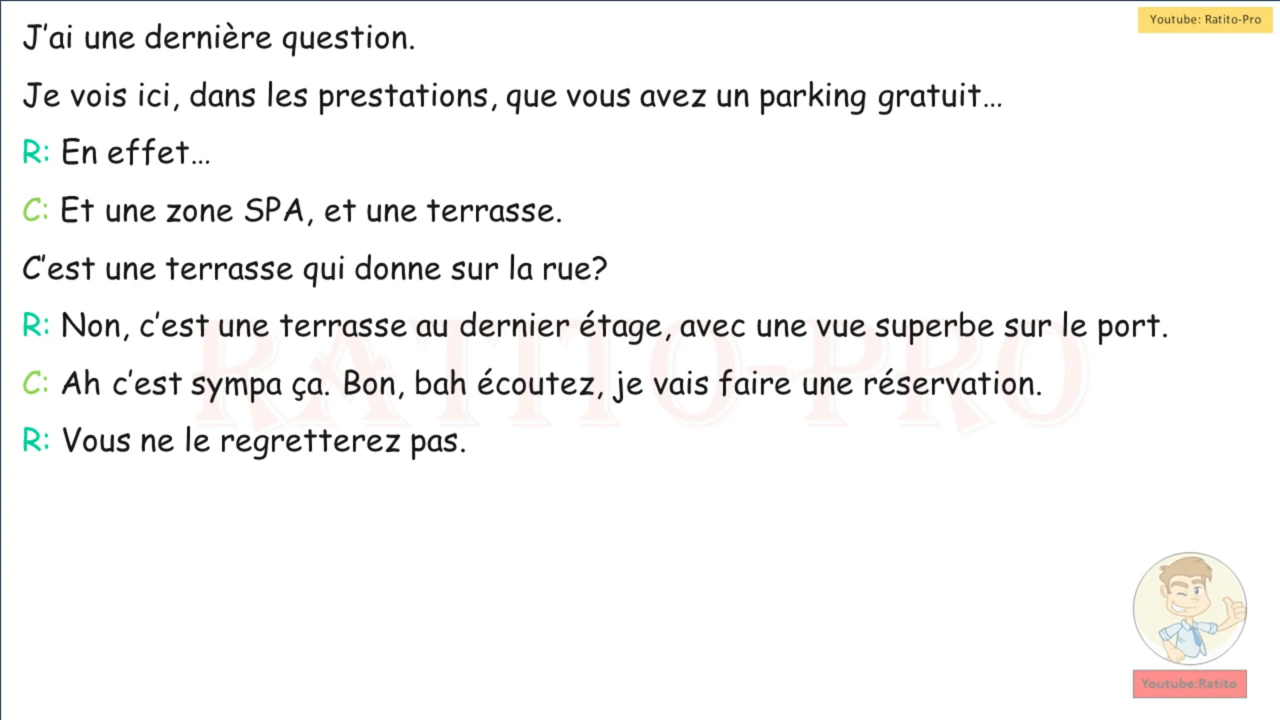 J'ai une dernière question.
Youtube: Ratito-Pro
Je vois ici, dans les prestations, que vous avez un parking gratuit...
R: En effet...
C: Et une zone SPA, et une terrasse.
C'est une terrasse qui donne sur la rue?
R: Non, c'est une terrasse au dernier étage, avec une vue superbe sur le port.
RATITO-PRO
C: Ah c'est sympa ça. Bon, bah écoutez, je vais faire une réservation.
R: Vous ne le regretterez pas.
Youtube:Ratito